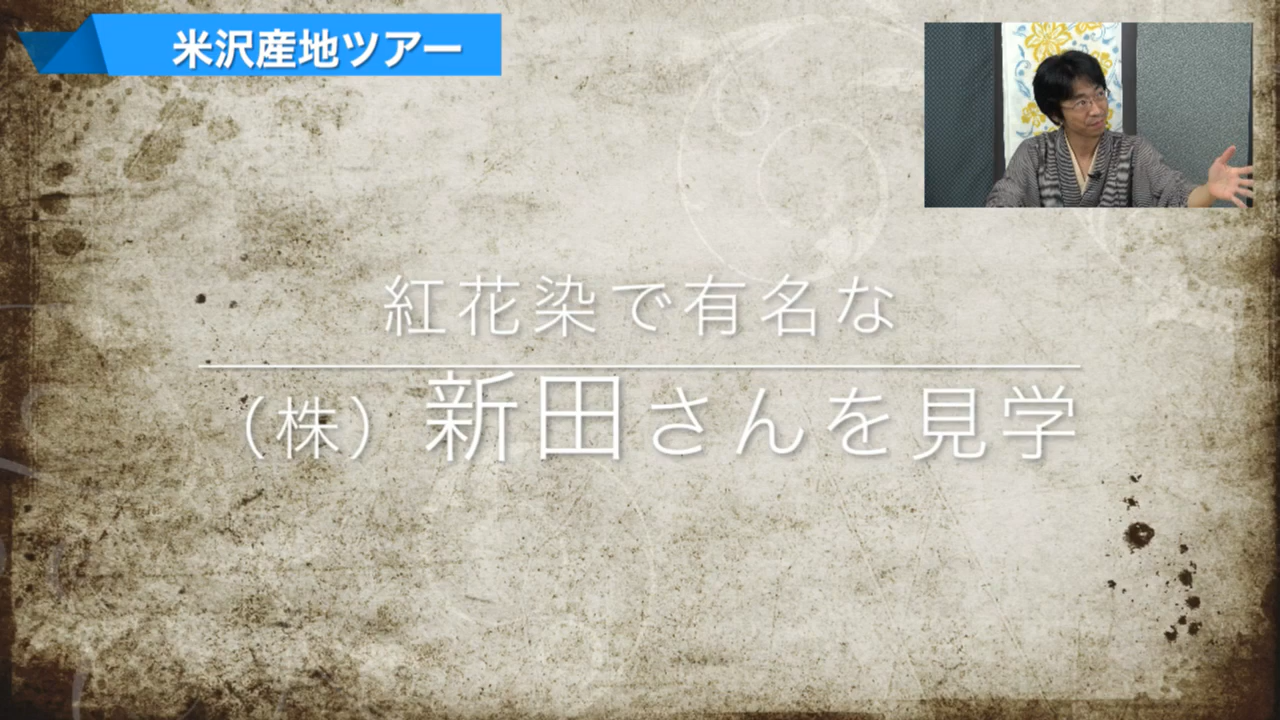 米沢産地ツアー
紅花染で有名な
（株）新田さんを見学